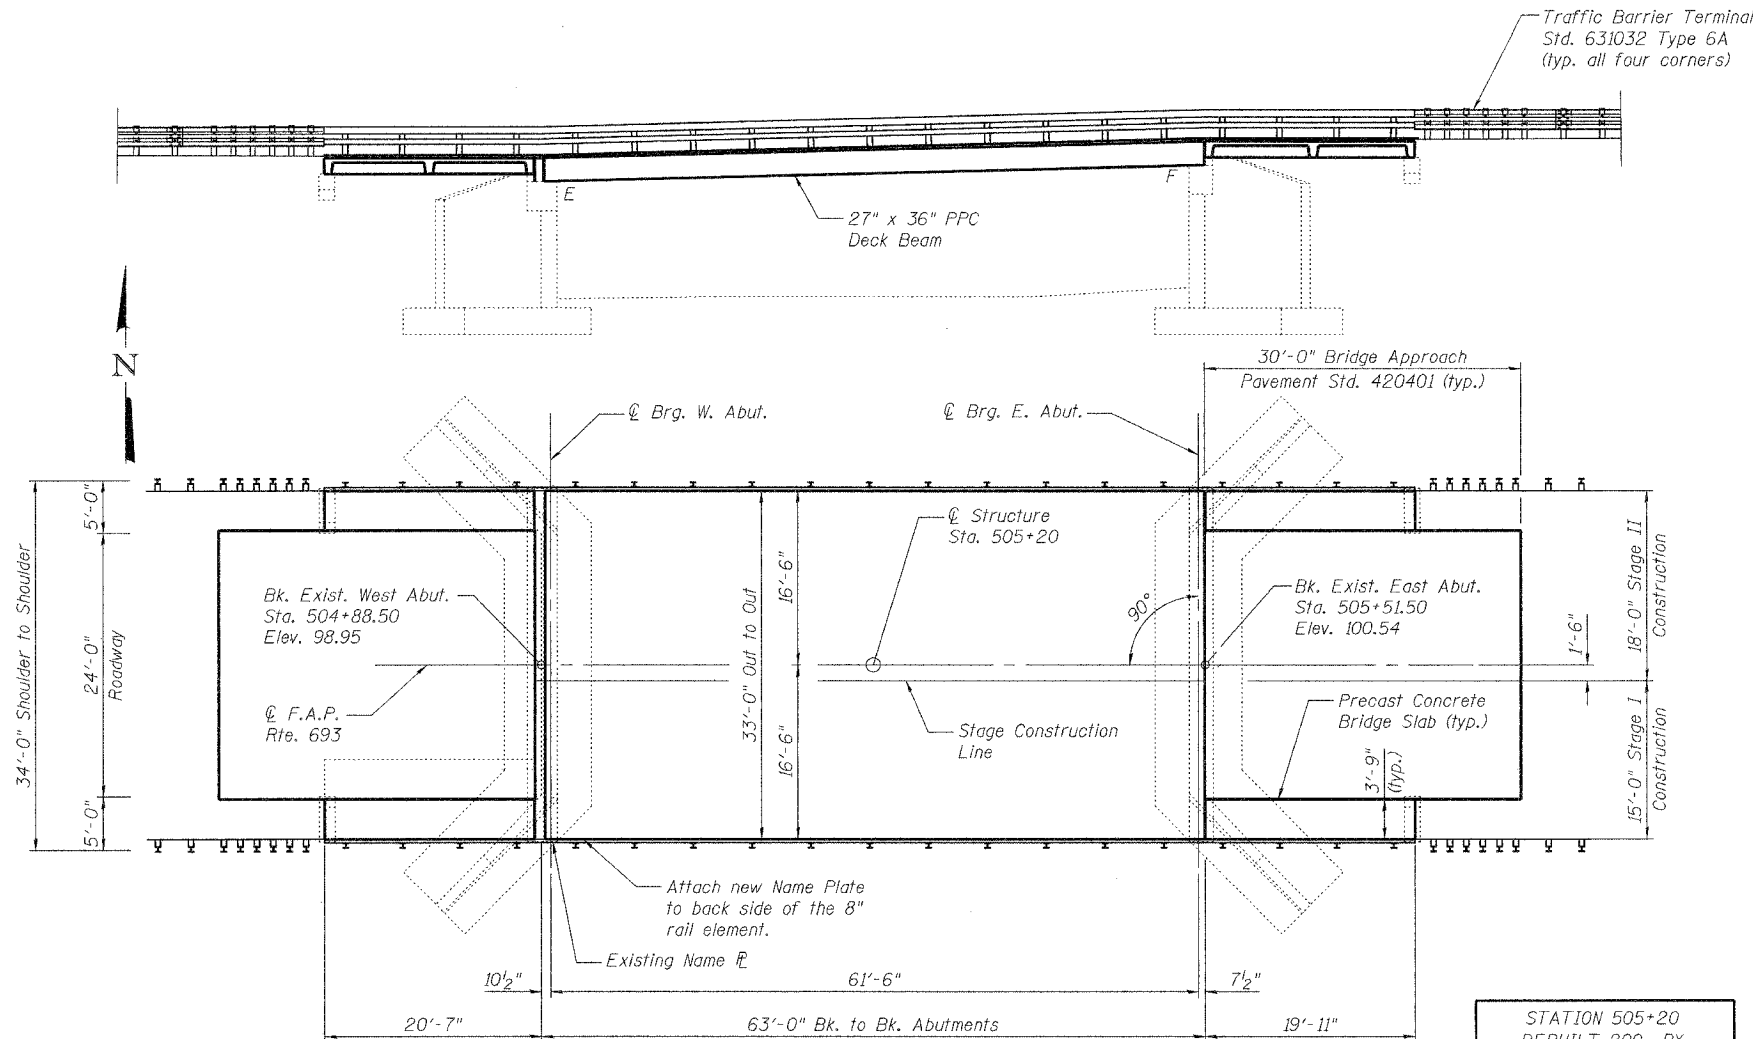 Traffic Barrier Terminal
Std. 631032 Type 6A
(typ. all four corners)
E
F
27" x 36" PPC
Deck Beam
N
30'-0" Bridge Approach
Pavement Std. 420401 (typ.)
℄ Brg. W. Abut.
℄ Brg. E. Abut.
34'-0" Shoulder to Shoulder
5'-0"
24'-0"
Roadway
5'-0"
Bk. Exist. West Abut.
Sta. 504+88.50
Elev. 98.95
℄ F.A.P.
Rte. 693
33'-0" Out to Out
16'-6"
16'-6"
℄ Structure
Sta. 505+20
Stage Construction
Line
90°
Bk. Exist. East Abut.
Sta. 505+51.50
Elev. 100.54
Precast Concrete
Bridge Slab (typ.)
3'-9"
(typ.)
1'-6"
18'-0" Stage II
Construction
15'-0" Stage I
Construction
Attach new Name Plate
to back side of the 8"
rail element.
Existing Name ⅊
10½"
61'-6"
7½"
20'-7"
63'-0" Bk. to Bk. Abutments
19'-11"
STATION 505+20